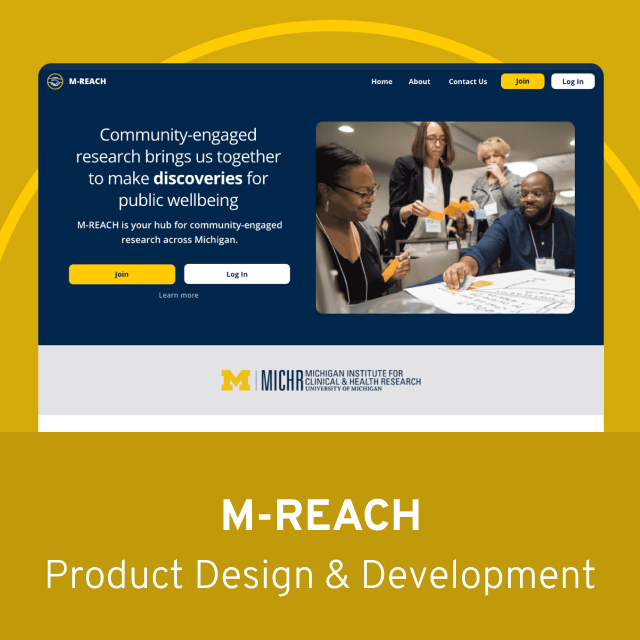 M-REACH
Home About Contact Us Join Log In
Community-engaged
research brings us together
to make discoveries for
public wellbeing
M-REACH is your hub for community-engaged
research across Michigan.
Join Log In
Learn more
M MICHR MICHIGAN INSTITUTE FOR
CLINICAL & HEALTH RESEARCH
UNIVERSITY OF MICHIGAN
M-REACH
Product Design & Development